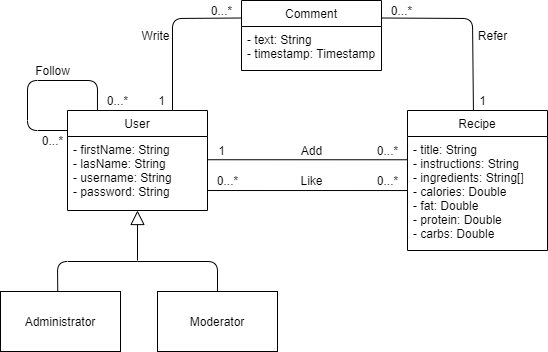 0...*
Comment
0...*
Write
- text: String
- timestamp: Timestamp
Refer
Follow
0...*
1
1
User
Recipe
0...*
- firstName: String
- lasName: String
- username: String
- password: String
1
Add
0...*
0...*
Like
0...*
- title: String
- instructions: String
- ingredients: String[]
- calories: Double
- fat: Double
- protein: Double
- carbs: Double
Administrator
Moderator